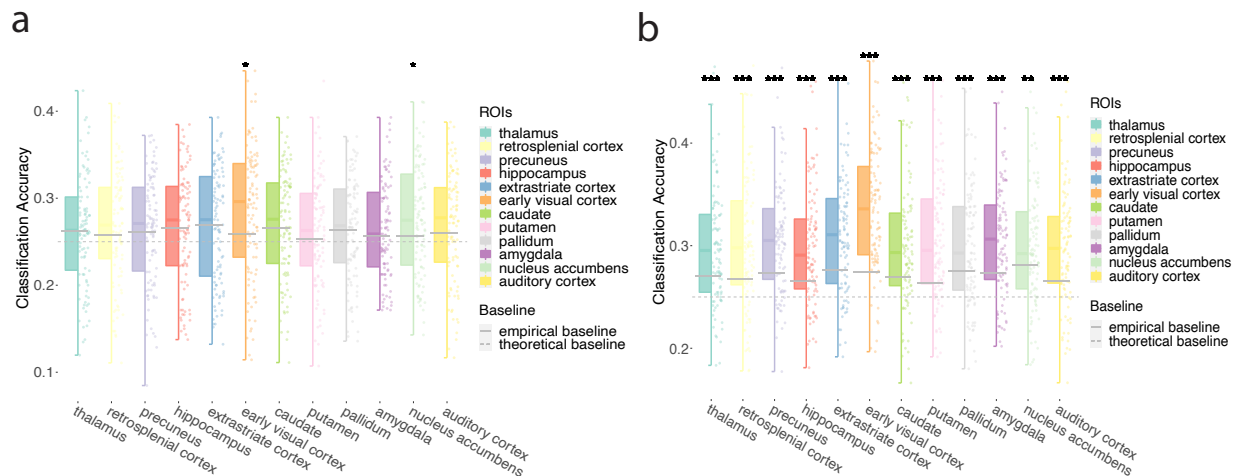 a
*
*
Classification Accuracy
0.4
0.3
0.2
0.1
thalamus
retrosplenial cortex
precuneus
hippocampus
extrastriate cortex
early visual cortex
caudate
putamen
pallidum
amygdala
nucleus accumbens
auditory cortex
ROIs
thalamus
retrosplenial cortex
precuneus
hippocampus
extrastriate cortex
early visual cortex
caudate
putamen
pallidum
amygdala
nucleus accumbens
auditory cortex
Baseline
empirical baseline
theoretical baseline
b
***
***
***
***
***
***
***
***
***
***
**
***
Classification Accuracy
0.4
0.3
0.2
thalamus
retrosplenial cortex
precuneus
hippocampus
extrastriate cortex
early visual cortex
caudate
putamen
pallidum
amygdala
nucleus accumbens
auditory cortex
ROIs
thalamus
retrosplenial cortex
precuneus
hippocampus
extrastriate cortex
early visual cortex
caudate
putamen
pallidum
amygdala
nucleus accumbens
auditory cortex
Baseline
empirical baseline
theoretical baseline